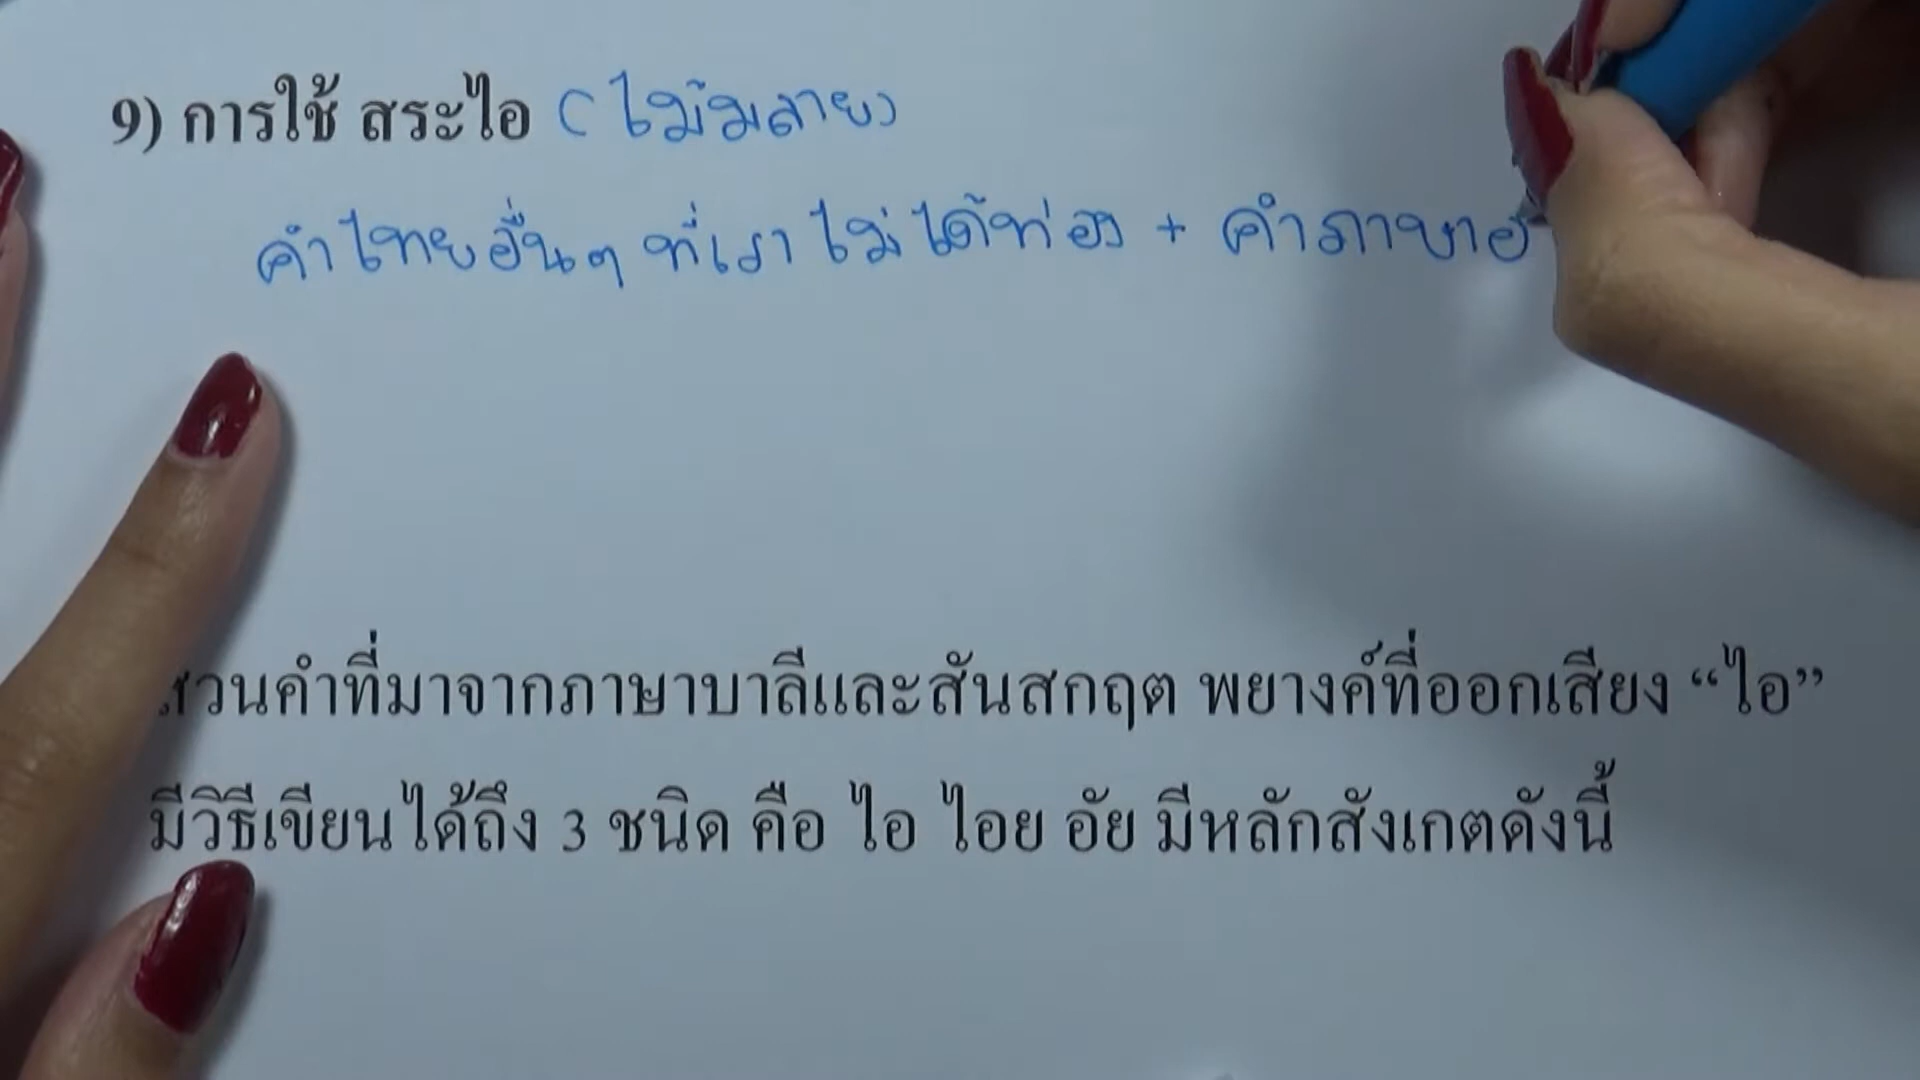 9) การใช้ สระไอ (ไม้มลาย)
คำไทยอื่นๆ ที่เราไม่ได้ท่อง + คำภาษาอ
ส่วนคำที่มาจากภาษาบาลีและสันสกฤต พยางค์ที่ออกเสียง “ไอ”
มีวิธีเขียนได้ถึง 3 ชนิด คือ ไอ ไอย อัย มีหลักสังเกตดังนี้